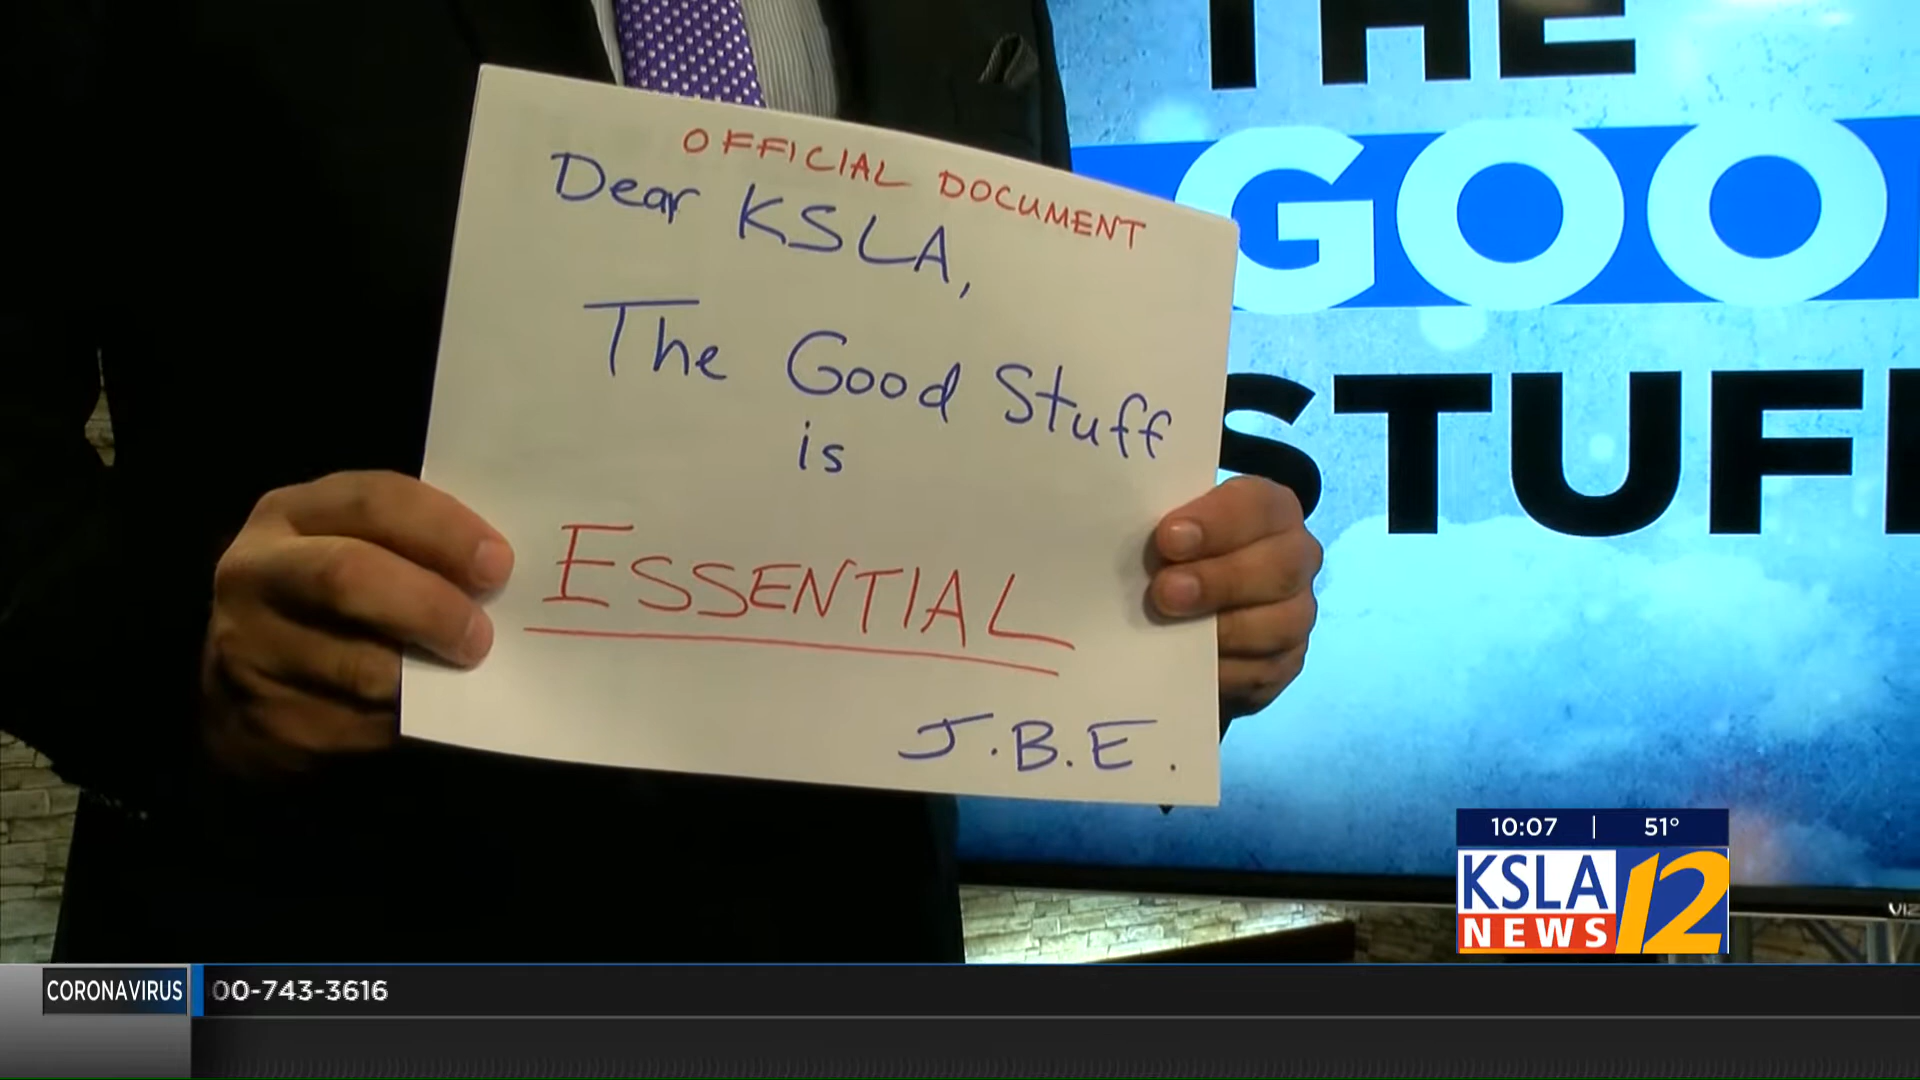 OFFICIAL DOCUMENT
Dear KSLA,
The Good Stuff
is
ESSENTIAL
J.B.E.
THE
GOO
STUFF
10:07 | 51°
KSLA 12
NEWS
VIZ
CORONAVIRUS
00-743-3616